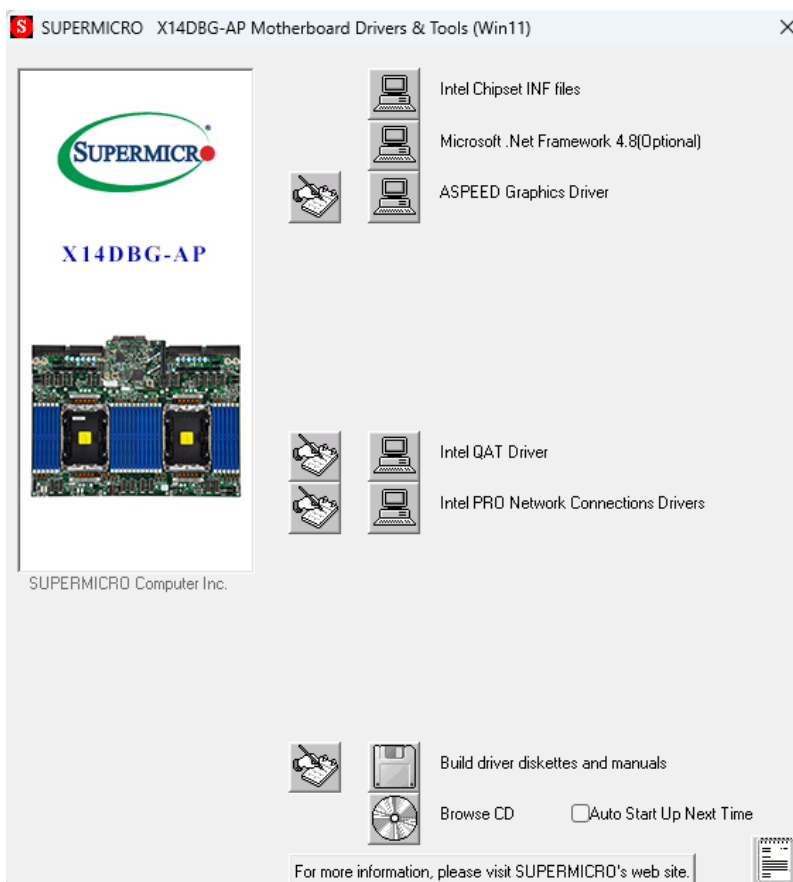 SUPERMICRO X14DBG-AP Motherboard Drivers & Tools (Win11)
SUPERMICRO
X14DBG-AP
SUPERMICRO Computer Inc.
Intel Chipset INF files
Microsoft .Net Framework 4.8(Optional)
ASPEED Graphics Driver
Intel QAT Driver
Intel PRO Network Connections Drivers
Build driver diskettes and manuals
Browse CD
Auto Start Up Next Time
For more information, please visit SUPERMICRO's web site.